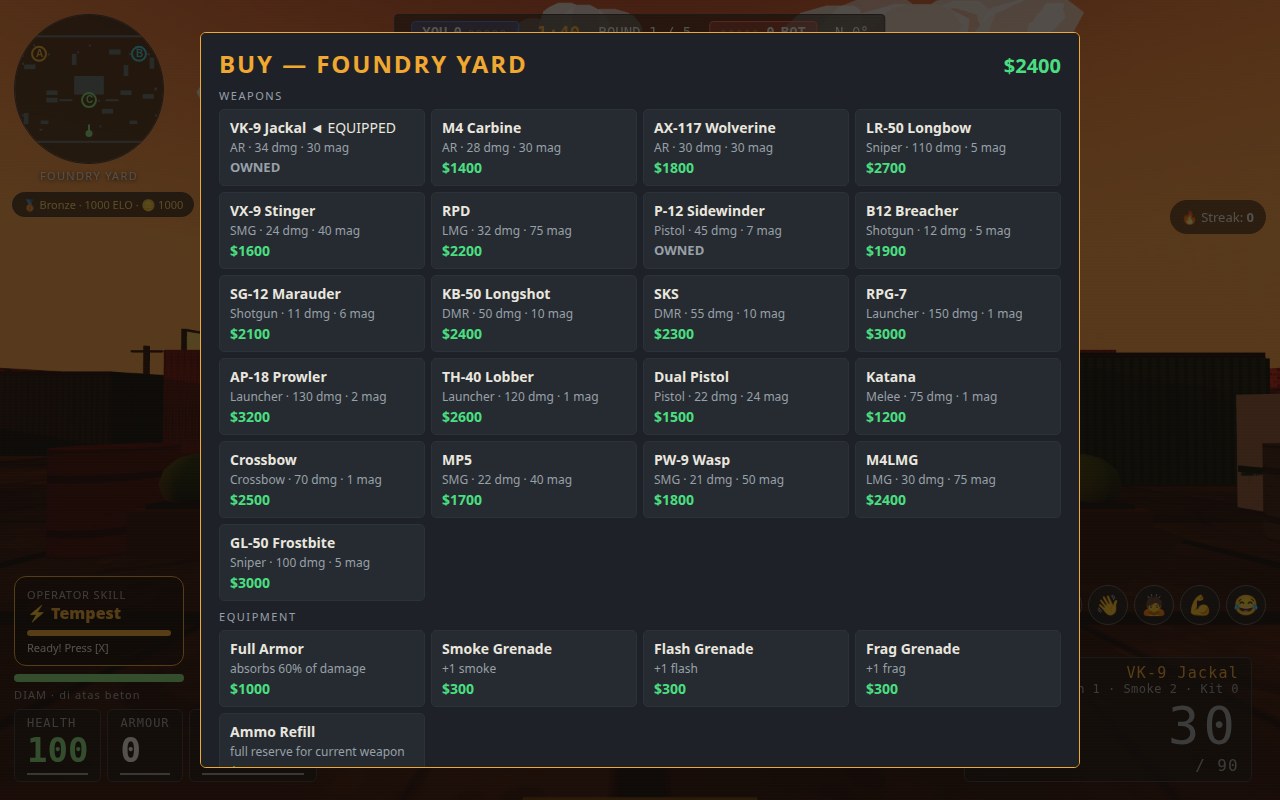 YOU 0 1:40 ROUND 1 / 5 0 BOT N 0°
BUY — FOUNDRY YARD
$2400
WEAPONS
VK-9 Jackal ◄ EQUIPPED
AR · 34 dmg · 30 mag
OWNED
M4 Carbine
AR · 28 dmg · 30 mag
$1400
AX-117 Wolverine
AR · 30 dmg · 30 mag
$1800
LR-50 Longbow
Sniper · 110 dmg · 5 mag
$2700
VX-9 Stinger
SMG · 24 dmg · 40 mag
$1600
RPD
LMG · 32 dmg · 75 mag
$2200
P-12 Sidewinder
Pistol · 45 dmg · 7 mag
OWNED
B12 Breacher
Shotgun · 12 dmg · 5 mag
$1900
SG-12 Marauder
Shotgun · 11 dmg · 6 mag
$2100
KB-50 Longshot
DMR · 50 dmg · 10 mag
$2400
SKS
DMR · 55 dmg · 10 mag
$2300
RPG-7
Launcher · 150 dmg · 1 mag
$3000
AP-18 Prowler
Launcher · 130 dmg · 2 mag
$3200
TH-40 Lobber
Launcher · 120 dmg · 1 mag
$2600
Dual Pistol
Pistol · 22 dmg · 24 mag
$1500
Katana
Melee · 75 dmg · 1 mag
$1200
Crossbow
Crossbow · 70 dmg · 1 mag
$2500
MP5
SMG · 22 dmg · 40 mag
$1700
PW-9 Wasp
SMG · 21 dmg · 50 mag
$1800
M4LMG
LMG · 30 dmg · 75 mag
$2400
GL-50 Frostbite
Sniper · 100 dmg · 5 mag
$3000
EQUIPMENT
Full Armor
absorbs 60% of damage
$1000
Smoke Grenade
+1 smoke
$300
Flash Grenade
+1 flash
$300
Frag Grenade
+1 frag
$300
Ammo Refill
full reserve for current weapon
A
B
C
FOUNDRY YARD
🥉 Bronze · 1000 ELO · 🪙 1000
🔥 Streak: 0
OPERATOR SKILL
⚡ Tempest
Ready! Press [X]
DIAM · di atas beton
HEALTH
100
ARMOUR
0
VK-9 Jackal
1 · Smoke 2 · Kit 0
30
/ 90